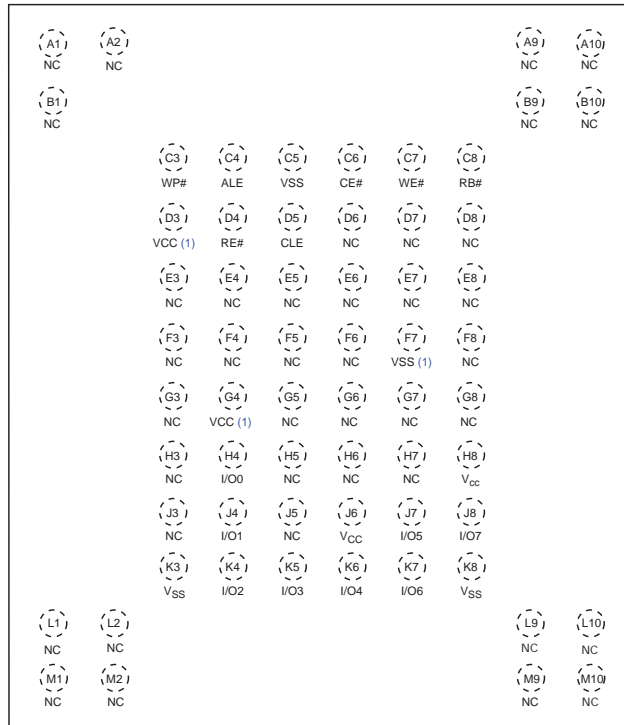 A1 A2 A9 A10
NC NC NC NC
B1 B9 B10
NC NC NC
C3 C4 C5 C6 C7 C8
WP# ALE VSS CE# WE# RB#
D3 D4 D5 D6 D7 D8
VCC (1) RE# CLE NC NC NC
E3 E4 E5 E6 E7 E8
NC NC NC NC NC NC
F3 F4 F5 F6 F7 F8
NC NC NC NC VSS (1) NC
G3 G4 G5 G6 G7 G8
NC VCC (1) NC NC NC NC
H3 H4 H5 H6 H7 H8
NC I/O0 NC NC NC Vcc
J3 J4 J5 J6 J7 J8
NC I/O1 NC VCC I/O5 I/O7
K3 K4 K5 K6 K7 K8
VSS I/O2 I/O3 I/O4 I/O6 VSS
L1 L2 L9 L10
NC NC NC NC
M1 M2 M9 M10
NC NC NC NC